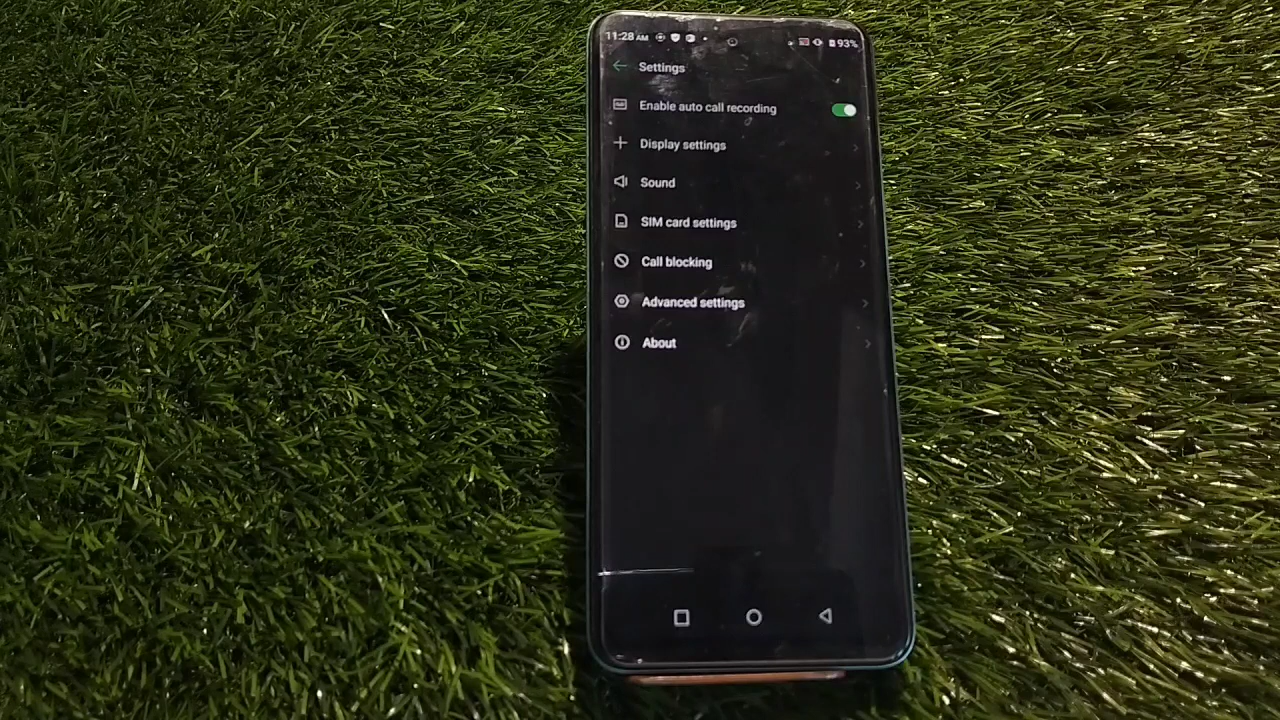 11:28 AM 93%
Settings
Enable auto call recording
Display settings
Sound
SIM card settings
Call blocking
Advanced settings
About